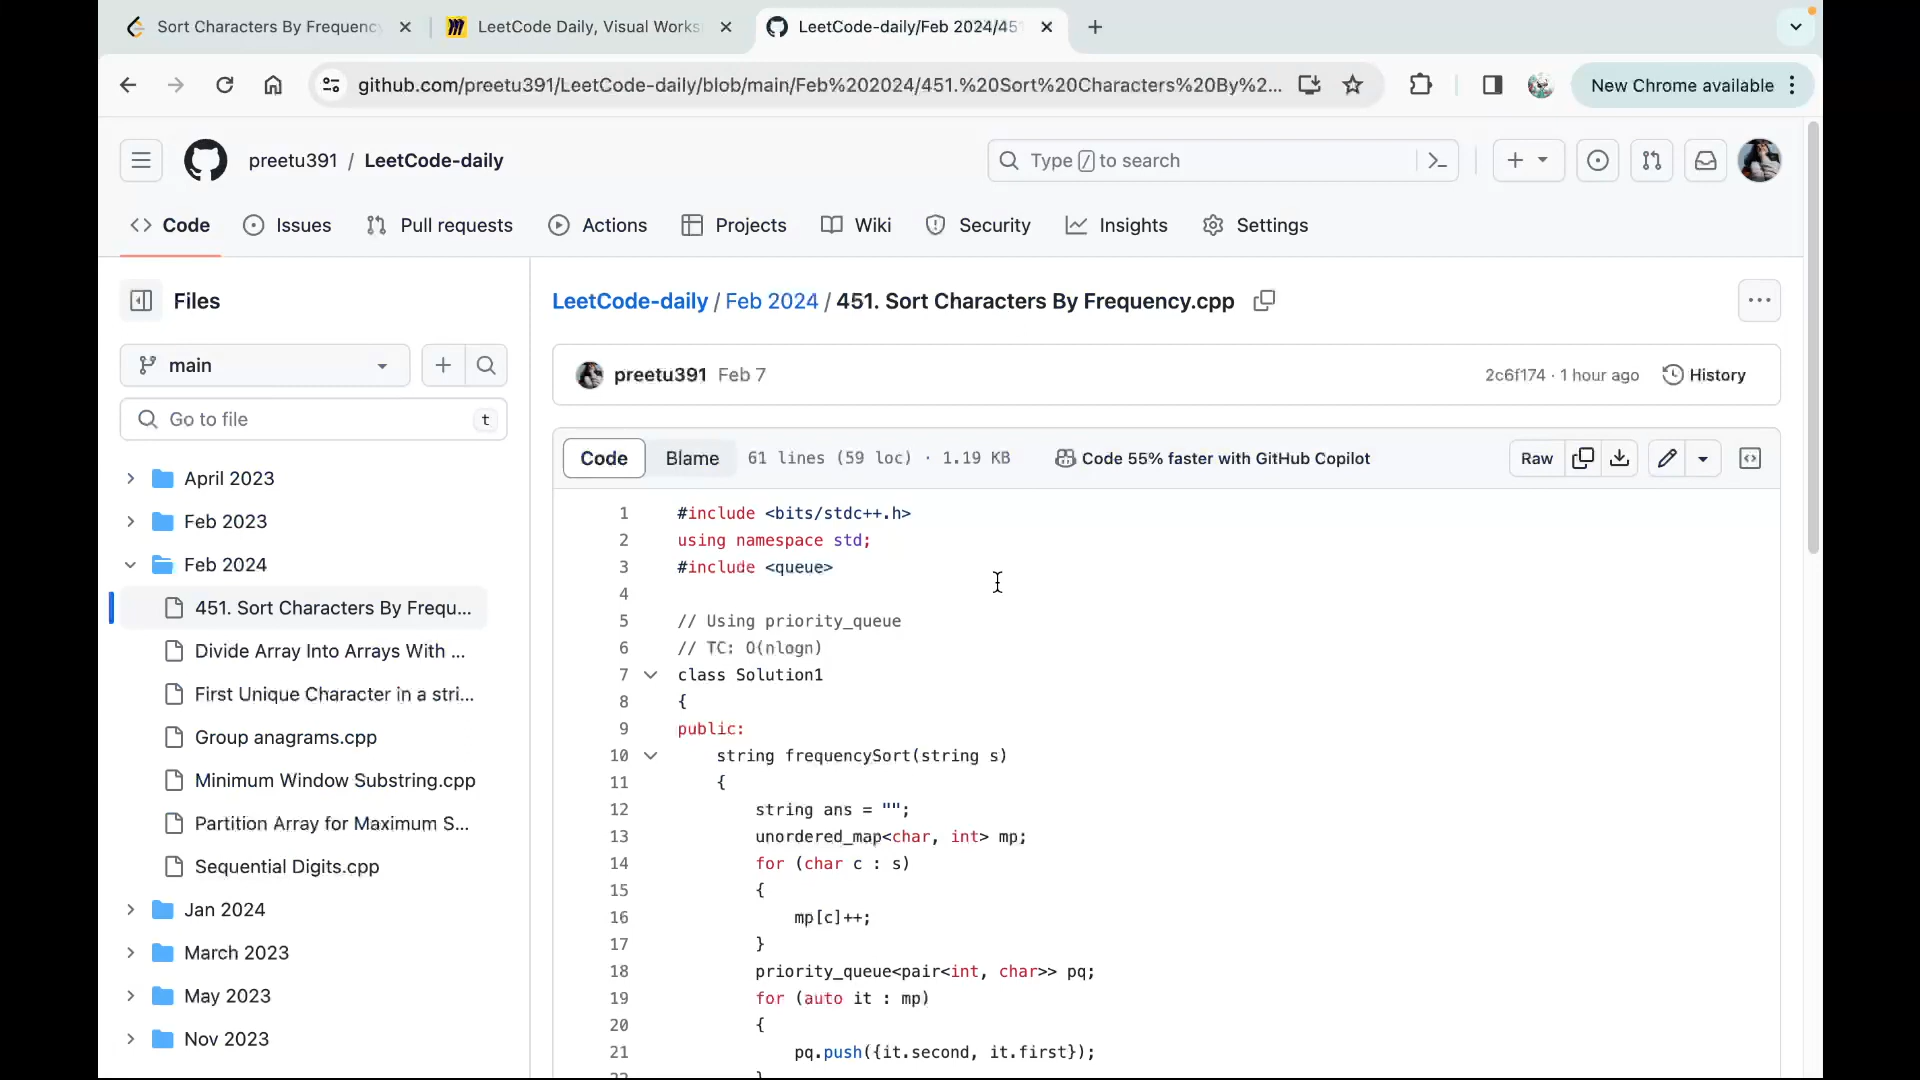 Sort Characters By Frequenc
LeetCode Daily, Visual Works
LeetCode-daily/Feb 2024/45
github.com/preetu391/LeetCode-daily/blob/main/Feb%202024/451.%20Sort%20Characters%20By%2...
New Chrome available
preetu391 / LeetCode-daily
Type / to search
Code
Issues
Pull requests
Actions
Projects
Wiki
Security
Insights
Settings
Files
LeetCode-daily / Feb 2024 / 451. Sort Characters By Frequency.cpp
main
preetu391 Feb 7
2c6f174 · 1 hour ago
History
Go to file
t
Code
Blame
61 lines (59 loc) · 1.19 KB
Code 55% faster with GitHub Copilot
Raw
April 2023
Feb 2023
Feb 2024
451. Sort Characters By Frequ...
Divide Array Into Arrays With ...
First Unique Character in a stri...
Group anagrams.cpp
Minimum Window Substring.cpp
Partition Array for Maximum S...
Sequential Digits.cpp
Jan 2024
March 2023
May 2023
Nov 2023
1 #include <bits/stdc++.h>
2 using namespace std;
3 #include <queue>
4
5 // Using priority_queue
6 // TC: O(nlogn)
7 class Solution1
8 {
9 public:
10 string frequencySort(string s)
11 {
12 string ans = "";
13 unordered_map<char, int> mp;
14 for (char c : s)
15 {
16 mp[c]++;
17 }
18 priority_queue<pair<int, char>> pq;
19 for (auto it : mp)
20 {
21 pq.push({it.second, it.first});
22 }